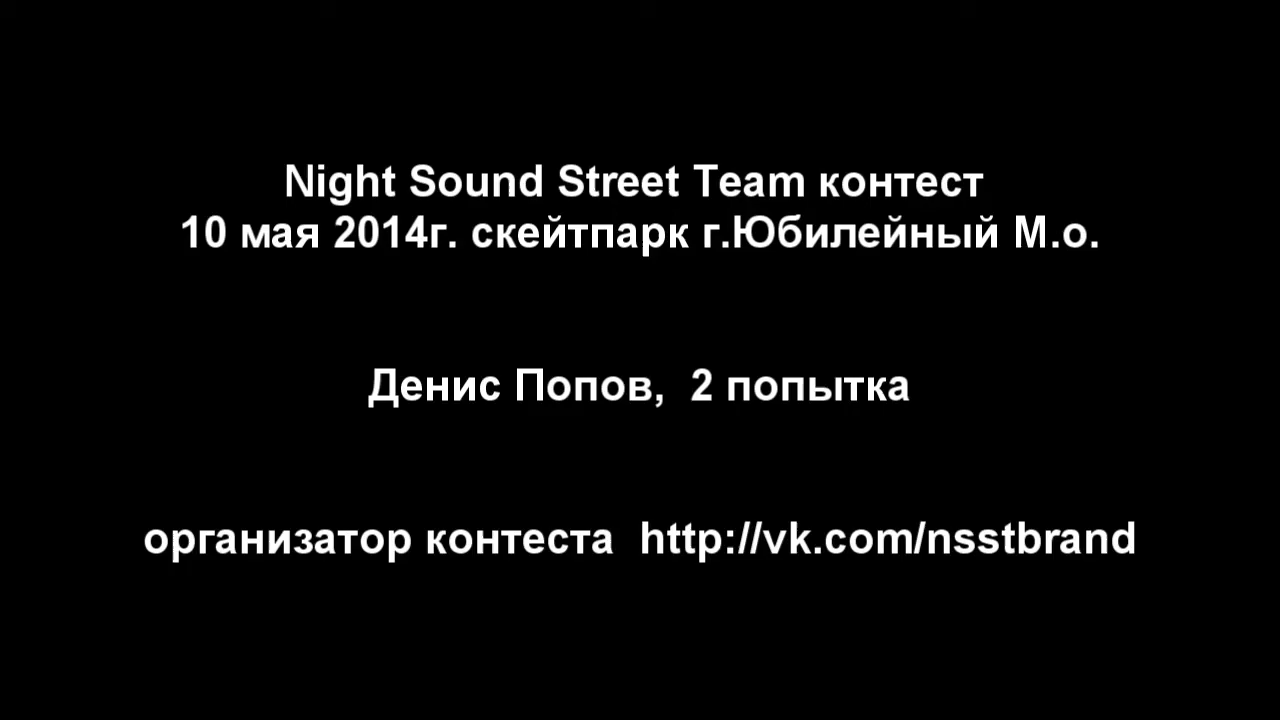 Night Sound Street Team контест
10 мая 2014г. скейтпарк г.Юбилейный М.о.
Денис Попов,  2 попытка
организатор контеста  http://vk.com/nsstbrand